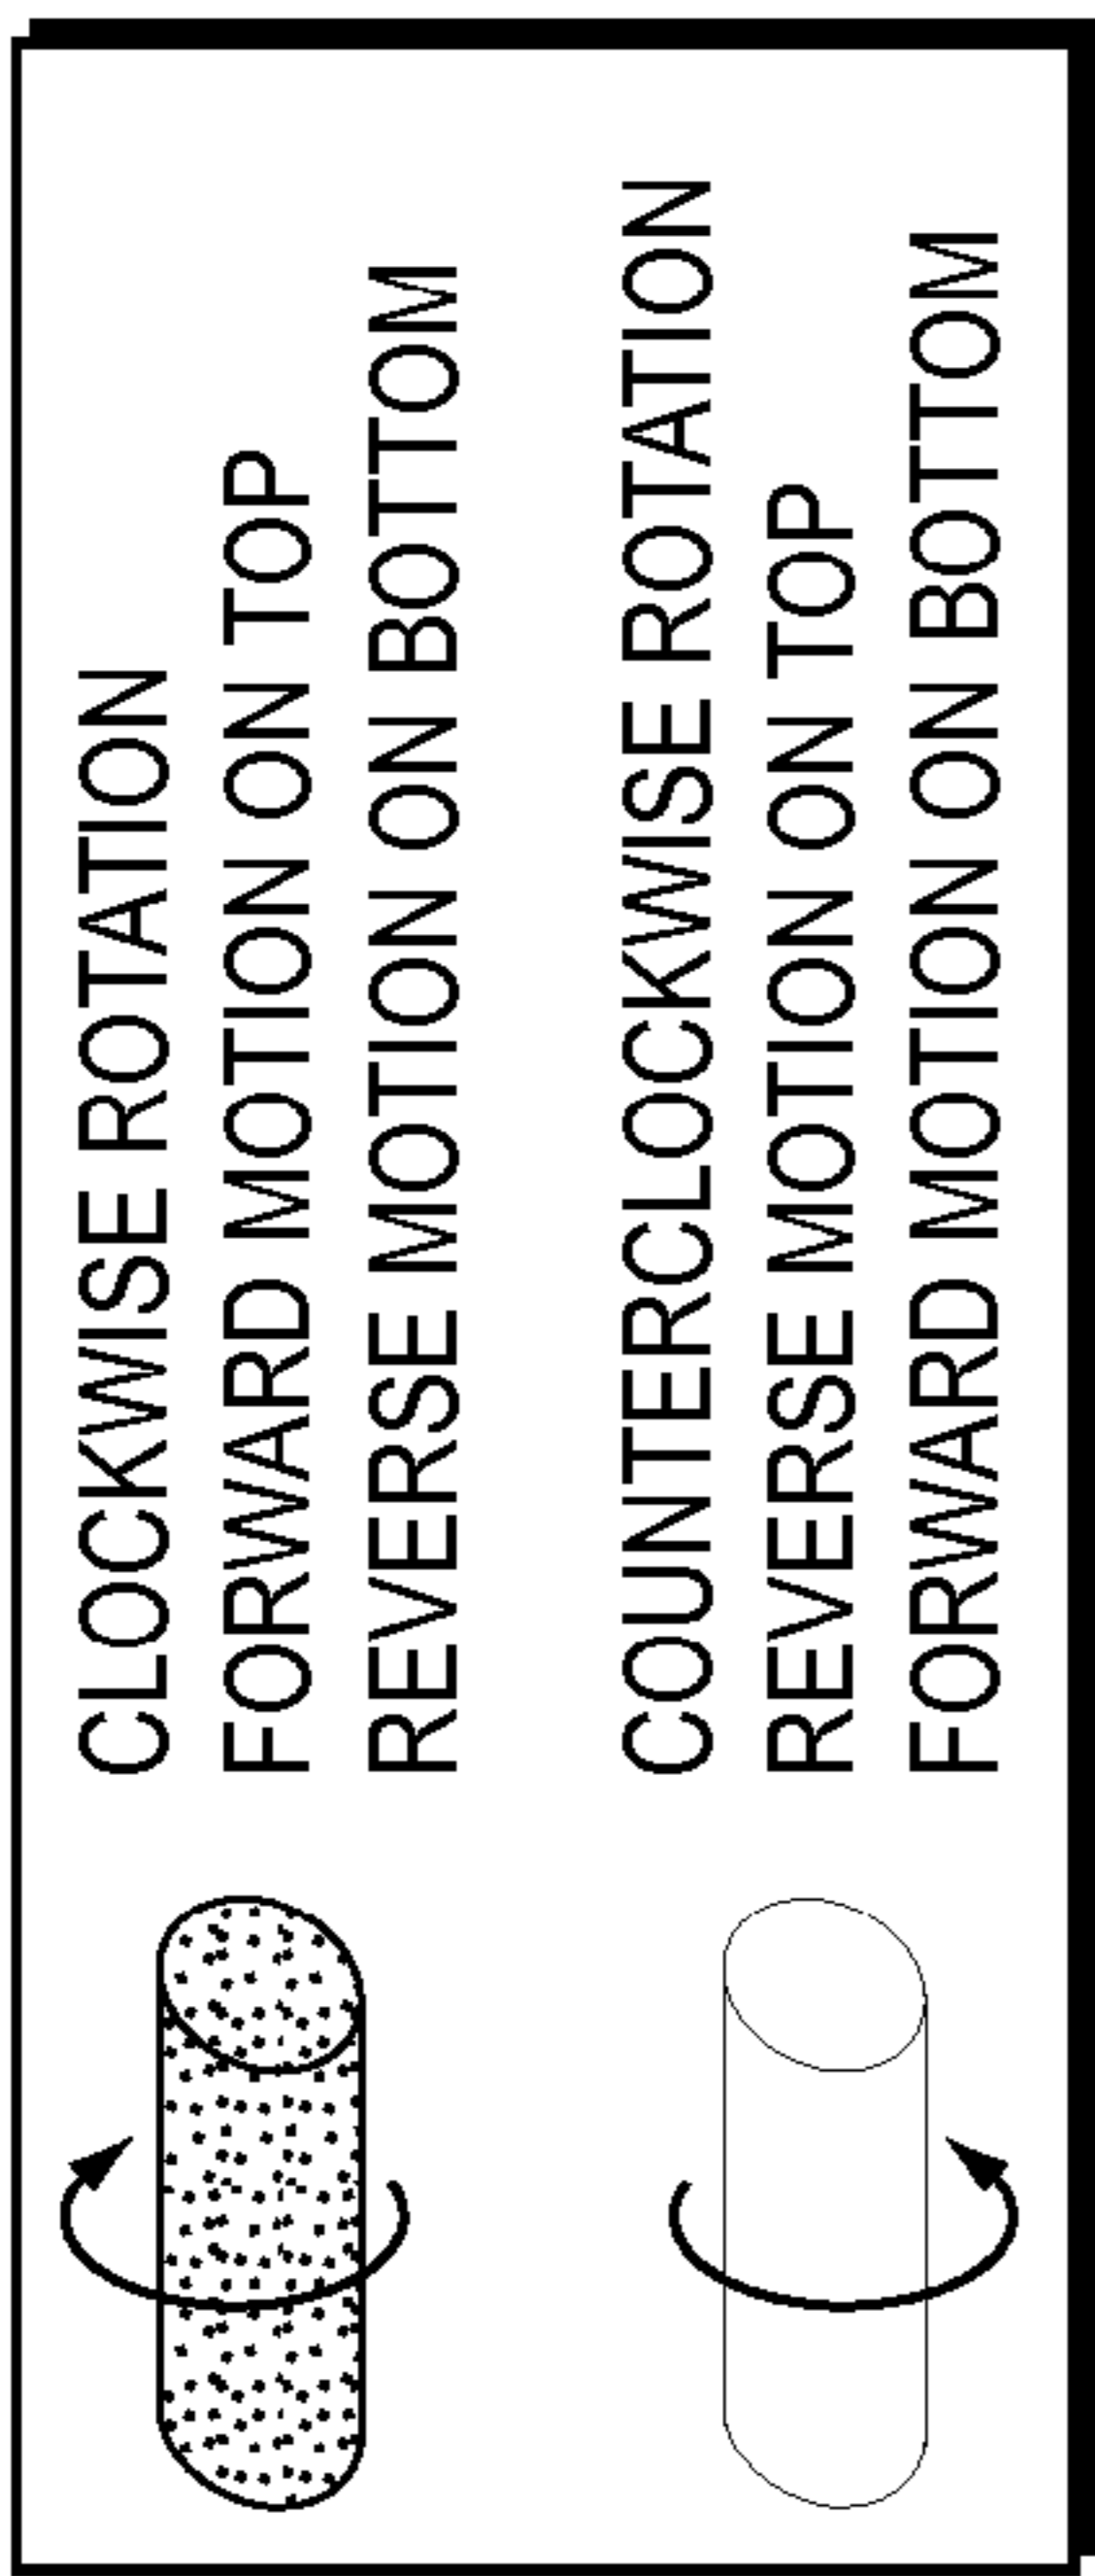 CLOCKWISE ROTATION
FORWARD MOTION ON TOP
REVERSE MOTION ON BOTTOM
COUNTERCLOCKWISE ROTATION
REVERSE MOTION ON TOP
FORWARD MOTION ON BOTTOM